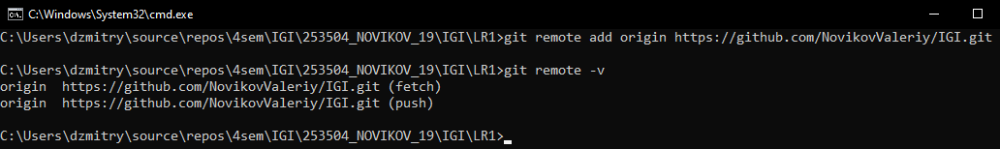 C:\Windows\System32\cmd.exe
C:\Users\dzmitry\source\repos\4sem\IGI\253504_NOVIKOV_19\IGI\LR1>git remote add origin https://github.com/NovikovValeriy/IGI.git
C:\Users\dzmitry\source\repos\4sem\IGI\253504_NOVIKOV_19\IGI\LR1>git remote -v
origin  https://github.com/NovikovValeriy/IGI.git (fetch)
origin  https://github.com/NovikovValeriy/IGI.git (push)
C:\Users\dzmitry\source\repos\4sem\IGI\253504_NOVIKOV_19\IGI\LR1>